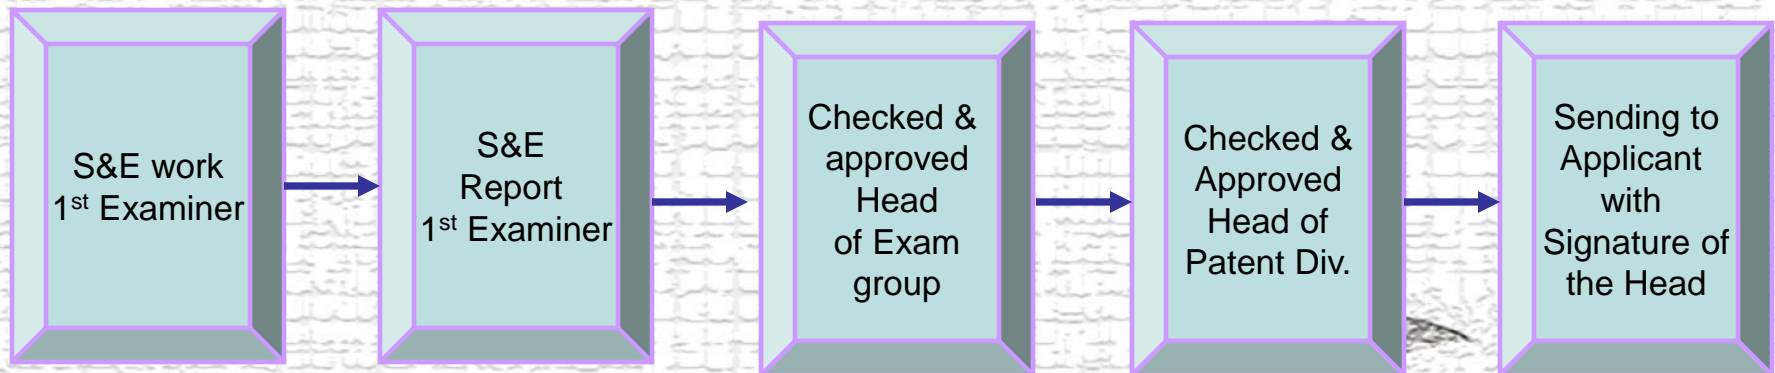 S&E work
1st Examiner
S&E
Report
1st Examiner
Checked &
approved
Head
of Exam
group
Checked &
Approved
Head of
Patent Div.
Sending to
Applicant
with
Signature of
the Head